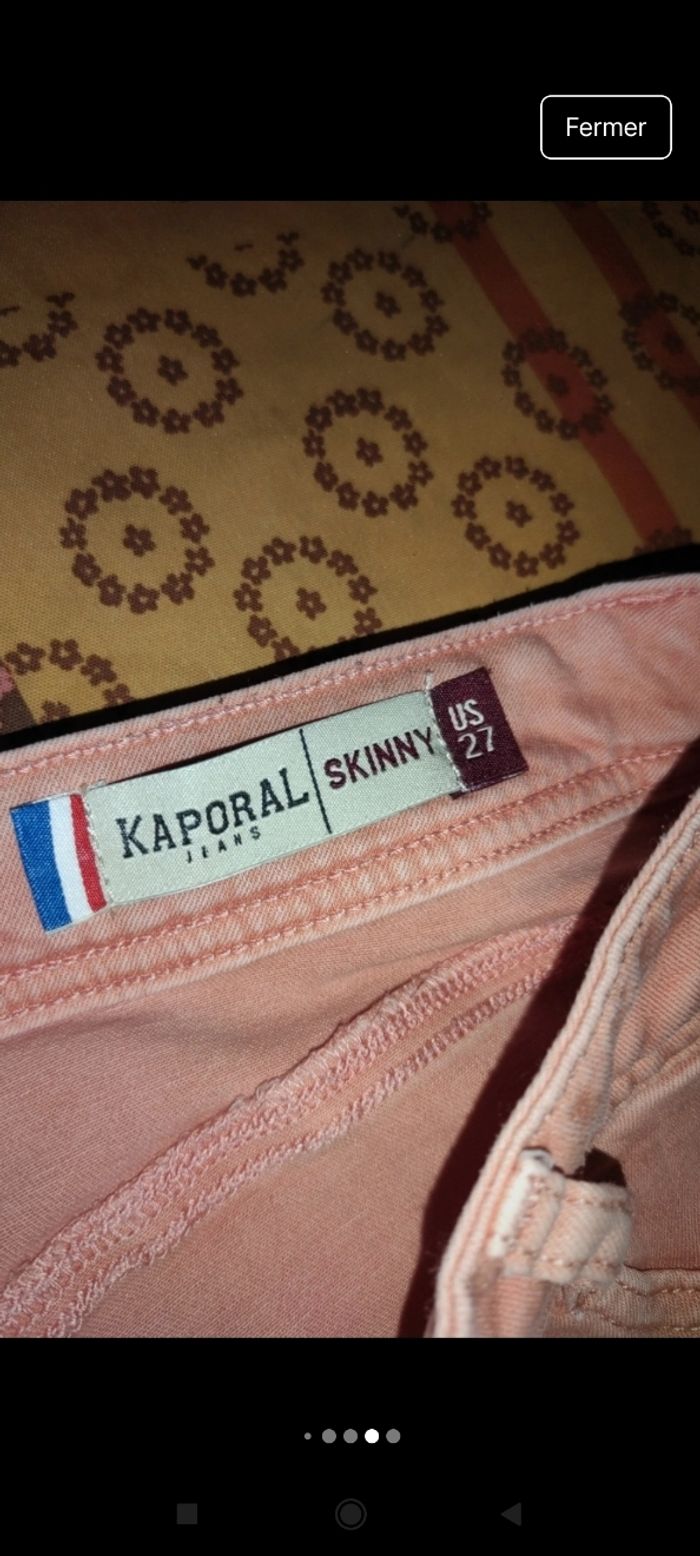 Fermer
KAPORAL
JEANS
SKINNY
US
27